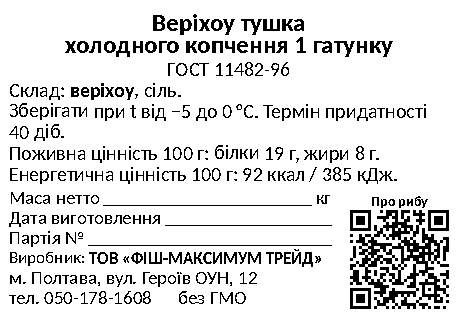 Веріхоу тушка
холодного копчення 1 гатунку
ГОСТ 11482-96
Склад: веріхоу, сіль.
Зберігати при t від −5 до 0 °С. Термін придатності
40 діб.
Поживна цінність 100 г: білки 19 г, жири 8 г.
Енергетична цінність 100 г: 92 ккал / 385 кДж.
Маса нетто ____________________ кг
Дата виготовлення ________________
Партія № ________________________
Про рибу
Виробник: ТОВ «ФІШ-МАКСИМУМ ТРЕЙД»
м. Полтава, вул. Героїв ОУН, 12
тел. 050-178-1608 без ГМО